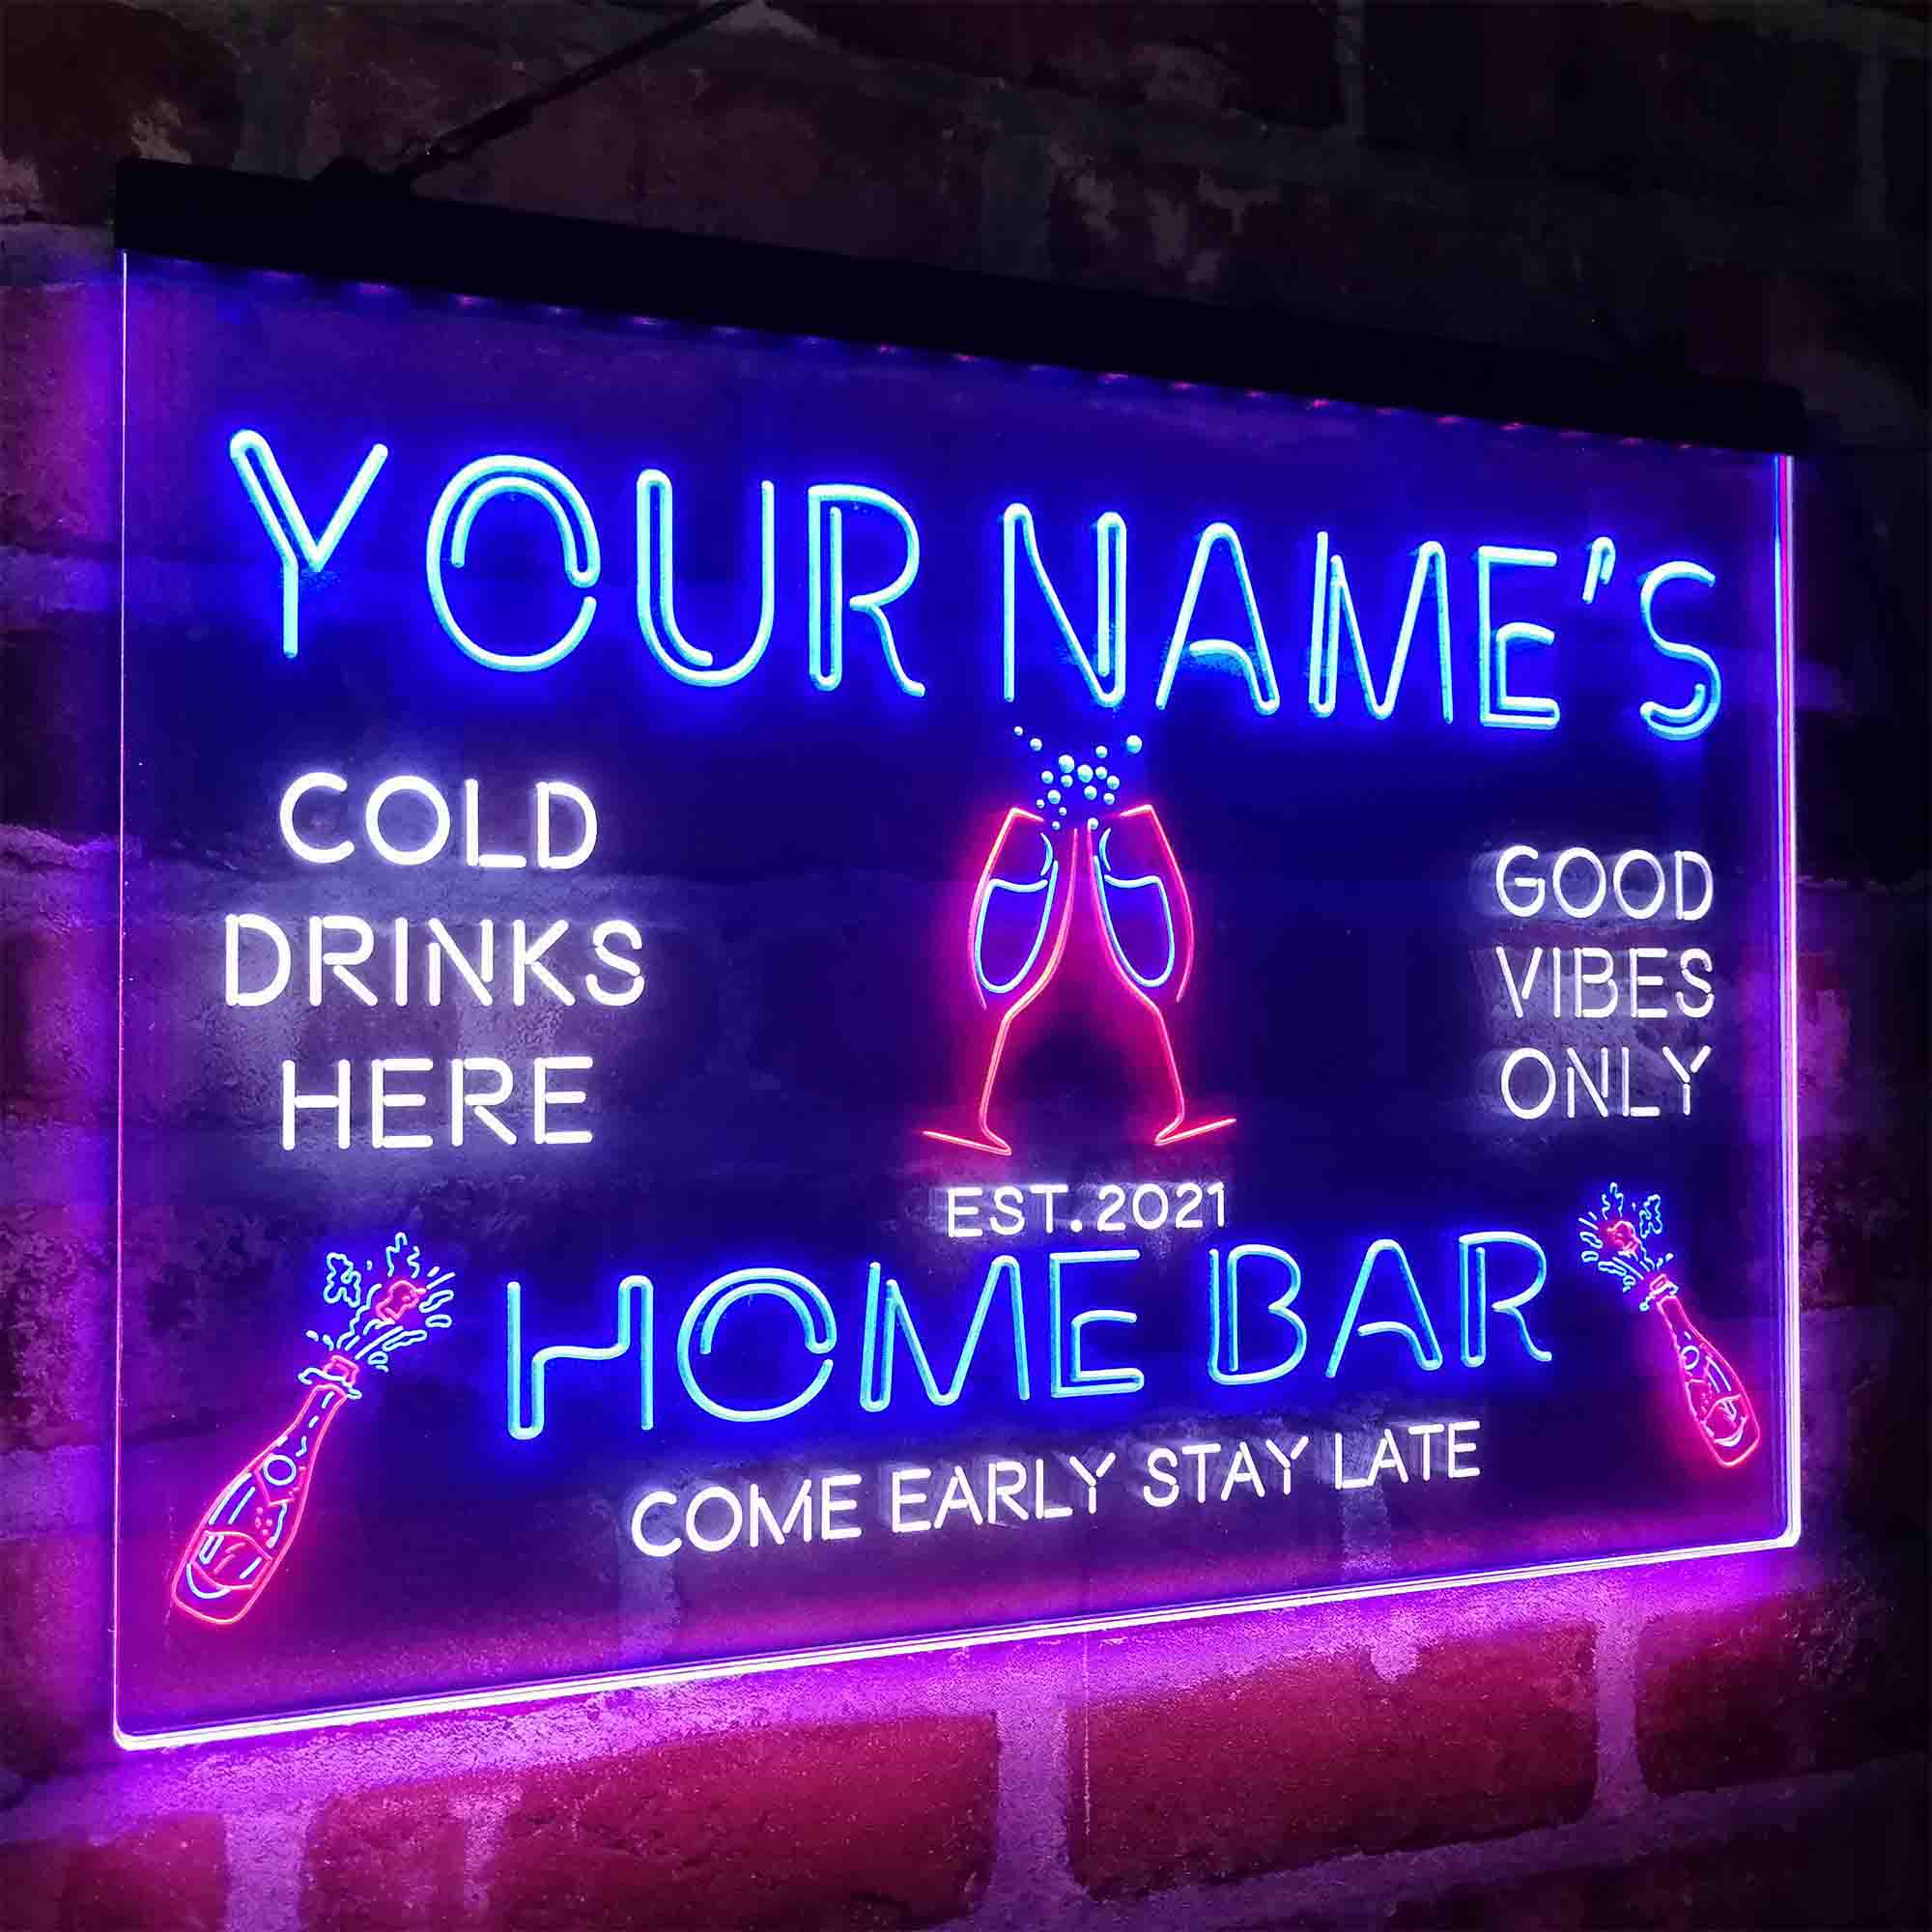 YOUR NAME'S
COLD
DRINKS
HERE
GOOD
VIBES
ONLY
EST.2021
HOME BAR
COME EARLY STAY LATE